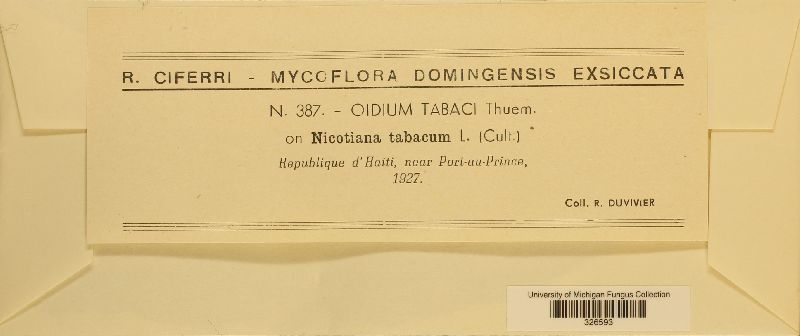 R. CIFERRI - MYCOFLORA DOMINGENSIS EXSICCATA
N. 387. - OIDIUM TABACI Thuem.
on Nicotiana tabacum L. (Cult.)
Republique d'Haiti, near Port-au-Prince,
1927.
Coll. R. DUVIVIER
University of Michigan Fungus Collection
326593